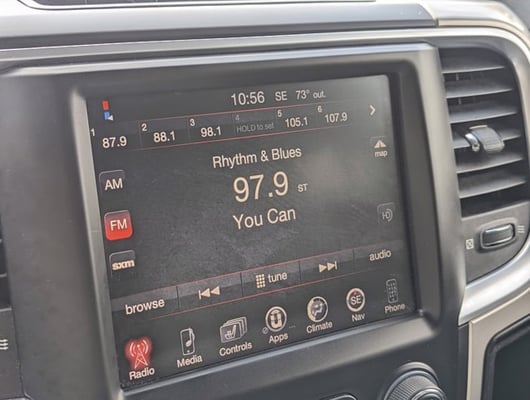 10:56 SE 73° out.
1 87.9 2 88.1 3 98.1 4 HOLD to set 5 105.1 6 107.9
Rhythm & Blues
map
AM
97.9 ST
FM
You Can
HD
sxm
browse tune audio
Radio Media Controls Apps Climate SE Nav Phone